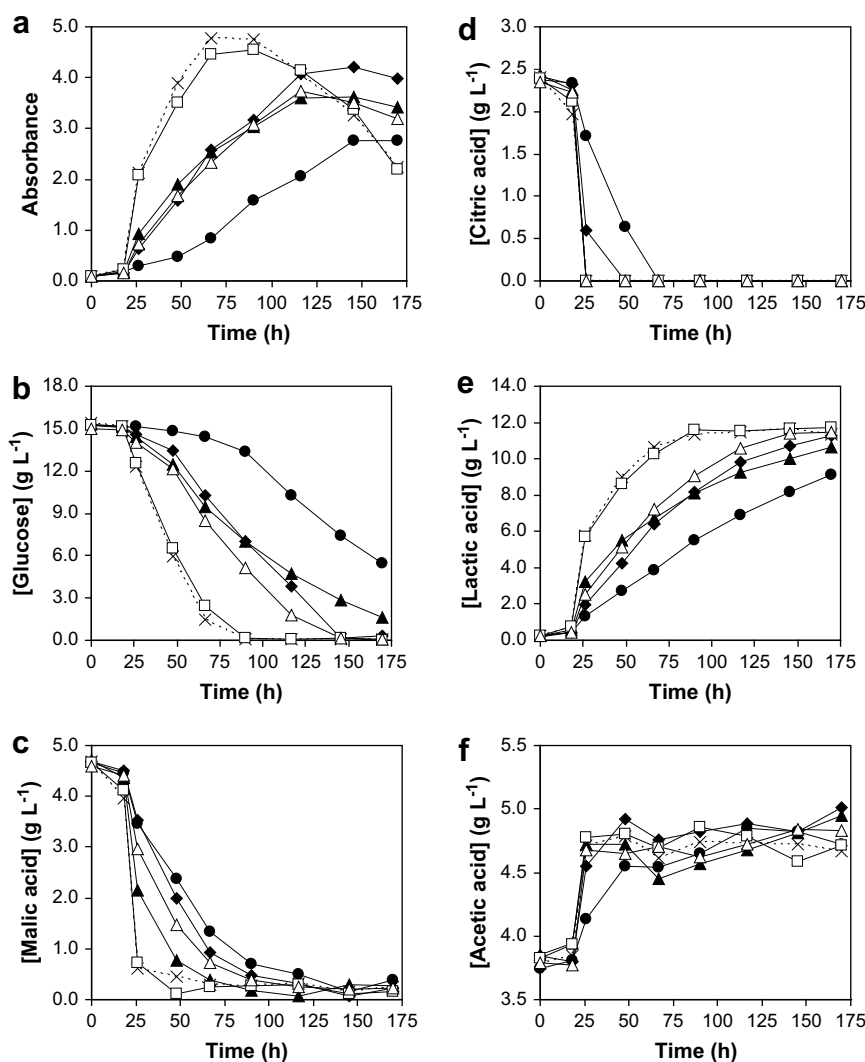 a
5.0
4.0
3.0
2.0
1.0
0.0
Absorbance
0 25 50 75 100 125 150 175
Time (h)
d
3.0
2.5
2.0
1.5
1.0
0.5
0.0
[Citric acid] (g L⁻¹)
0 25 50 75 100 125 150 175
Time (h)
b
18.0
15.0
12.0
9.0
6.0
3.0
0.0
[Glucose] (g L⁻¹)
0 25 50 75 100 125 150 175
Time (h)
e
14.0
12.0
10.0
8.0
6.0
4.0
2.0
0.0
[Lactic acid] (g L⁻¹)
0 25 50 75 100 125 150 175
Time (h)
c
5.0
4.0
3.0
2.0
1.0
0.0
[Malic acid] (g L⁻¹)
0 25 50 75 100 125 150 175
Time (h)
f
5.5
5.0
4.5
4.0
3.5
[Acetic acid] (g L⁻¹)
0 25 50 75 100 125 150 175
Time (h)